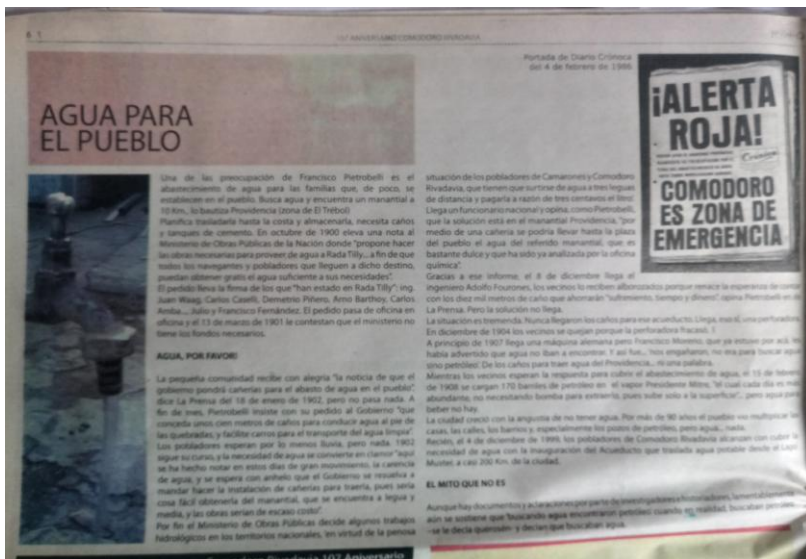 107 ANIVERSARIO COMODORO RIVADAVIA
AGUA PARA
EL PUEBLO
Una de las preocupación de Francisco Pietrobelli es el
abastecimiento de agua para las familias que, de poco, se
establecen en el pueblo. Busca agua y encuentra un manantial a
10 Km., lo bautiza Providencia (zona de El Trébol)
Planifica trasladarla hasta la costa y almacenarla, necesita caños
y tanques de cemento. En octubre de 1900 eleva una nota al
Ministerio de Obras Públicas de la Nación donde "propone hacer
las obras necesarias para proveer de agua a Rada Tilly... a fin de que
todos los navegantes y pobladores que lleguen a dicho destino,
puedan obtener gratis el agua suficiente a sus necesidades".
El pedido lleva la firma de los que "han estado en Rada Tilly": ing.
Juan Waag, Carlos Caselli, Demetrio Piñero, Arno Barthoy, Carlos
Amba..., Julio y Francisco Fernández. El pedido pasa de oficina en
oficina y el 13 de marzo de 1901 le contestan que el ministerio no
tiene los fondos necesarios.
AGUA, POR FAVOR!
La pequeña comunidad recibe con alegría "la noticia de que el
gobierno pondrá cañerías para el abasto de agua en el pueblo",
dice La Prensa del 18 de enero de 1902, pero no pasa nada. A
fin de mes, Pietrobelli insiste con su pedido al Gobierno "que
conceda unos cien metros de caños para conducir agua al pie de
las quebradas, y facilite carros para el transporte del agua limpia".
Los pobladores esperan por lo menos lluvia, pero nada. 1902
sigue su curso, y la necesidad de agua se convierte en clamor "aquí
se ha hecho notar en estos días de gran movimiento, la carencia
de agua, y se espera con anhelo que el Gobierno se resuelva a
mandar hacer la instalación de cañerías para traerla, pues sería
cosa fácil obtenerla del manantial, que se encuentra a legua y
media, y las obras serían de escaso costo".
Por fin el Ministerio de Obras Públicas decide algunos trabajos
hidrológicos en los territorios nacionales, "en virtud de la penosa
Portada de Diario Crónica
del 4 de febrero de 1986
¡ALERTA
ROJA!
Crónica
COMODORO
ES ZONA DE
EMERGENCIA
situación de los pobladores de Camarones y Comodoro
Rivadavia, que tienen que surtirse de agua a tres leguas
de distancia y pagarla a razón de tres centavos el litro".
Llega un funcionario nacional y opina, como Pietrobelli,
que la solución está en el manantial Providencia, "por
medio de una cañería se podría llevar hasta la plaza
del pueblo el agua del referido manantial, que es
bastante dulce y que ha sido ya analizada por la oficina
química".
Gracias a ese informe, el 8 de diciembre llega el
ingeniero Adolfo Fourones, los vecinos lo reciben alborozados porque renace la esperanza de contar
con los diez mil metros de caño que ahorrarán "sufrimiento, tiempo y dinero", opina Pietrobelli en
La Prensa. Pero la solución no llega.
La situación es tremenda. Nunca llegaron los caños para ese acueducto. Llega, eso sí, una perforadora.
En diciembre de 1904 los vecinos se quejan porque la perforadora fracasó.
A principio de 1907 llega una máquina alemana pero Francisco Moreno, que ya estuvo por acá,
había advertido que agua no iban a encontrar. Y así fue... "nos engañaron, no era para buscar agua
sino petróleo". De los caños para traer agua del Providencia... ni una palabra.
Mientras los vecinos esperan la respuesta para cubrir el abastecimiento de agua, el 15 de febrero
de 1908 se cargan 170 barriles de petróleo en el vapor Presidente Mitre, "el cual cada día es más
abundante, no necesitando bomba para extraerlo, pues sube solo a la superficie"... pero agua para
beber no hay.
La ciudad creció con la angustia de no tener agua. Por más de 90 años el pueblo vio multiplicar las
casas, las calles, los barrios y, especialmente los pozos de petróleo, pero agua... nada.
Recién, el 4 de diciembre de 1999, los pobladores de Comodoro Rivadavia alcanzan con cubrir la
necesidad de agua con la inauguración del Acueducto que traslada agua potable desde el Lago
Muster, a casi 200 Km. de la ciudad.
EL MITO QUE NO ES
Aunque hay documentos y aclaraciones por parte de historiadores, lamentablemente
aún se sostiene que "buscando agua encontraron petróleo", cuando en realidad, buscaban petróleo
–se le decía querosén– y decían que buscaban agua.
Comodoro Rivadavia 107 Aniversario